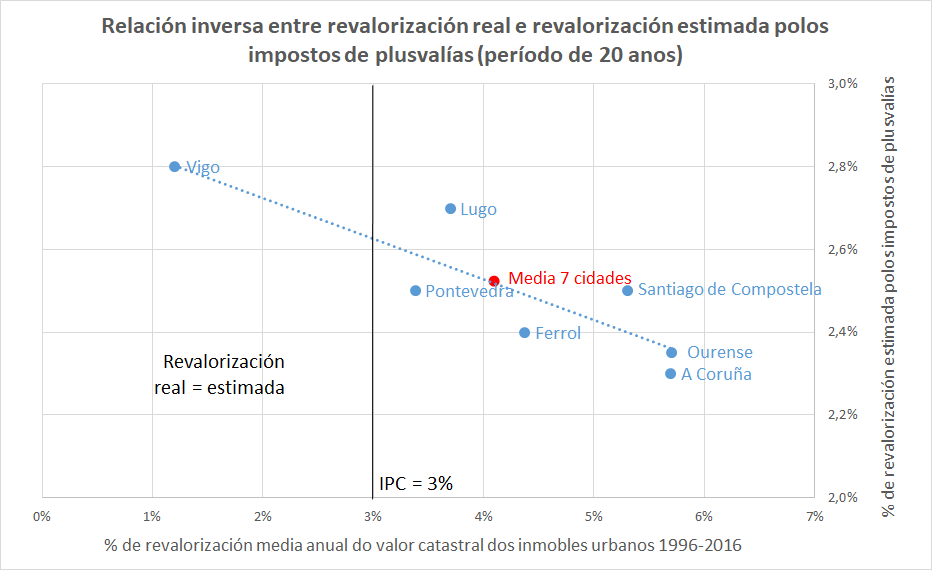 Relación inversa entre revalorización real e revalorización estimada polos
impostos de plusvalías (período de 20 anos)
3,0%
2,8%
2,6%
2,4%
2,2%
2,0%
% de revalorización estimada polos impostos de plusvalías
Vigo
Lugo
Media 7 cidades
Pontevedra
Santiago de Compostela
Ferrol
Ourense
A Coruña
Revalorización
real = estimada
IPC = 3%
0%
1%
2%
3%
4%
5%
6%
7%
% de revalorización media anual do valor catastral dos inmobles urbanos 1996-2016